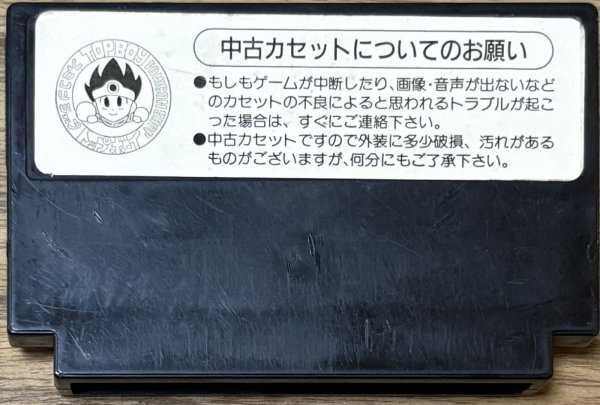 TOPBOY
トップボーイ
中古カセットについてのお願い
●もしもゲームが中断したり、画像・音声が出ないなど
のカセットの不良によると思われるトラブルが起こ
った場合は、すぐにご連絡下さい。
●中古カセットですので外装に多少破損、汚れがある
ものがございますが、何分にもご了承下さい。